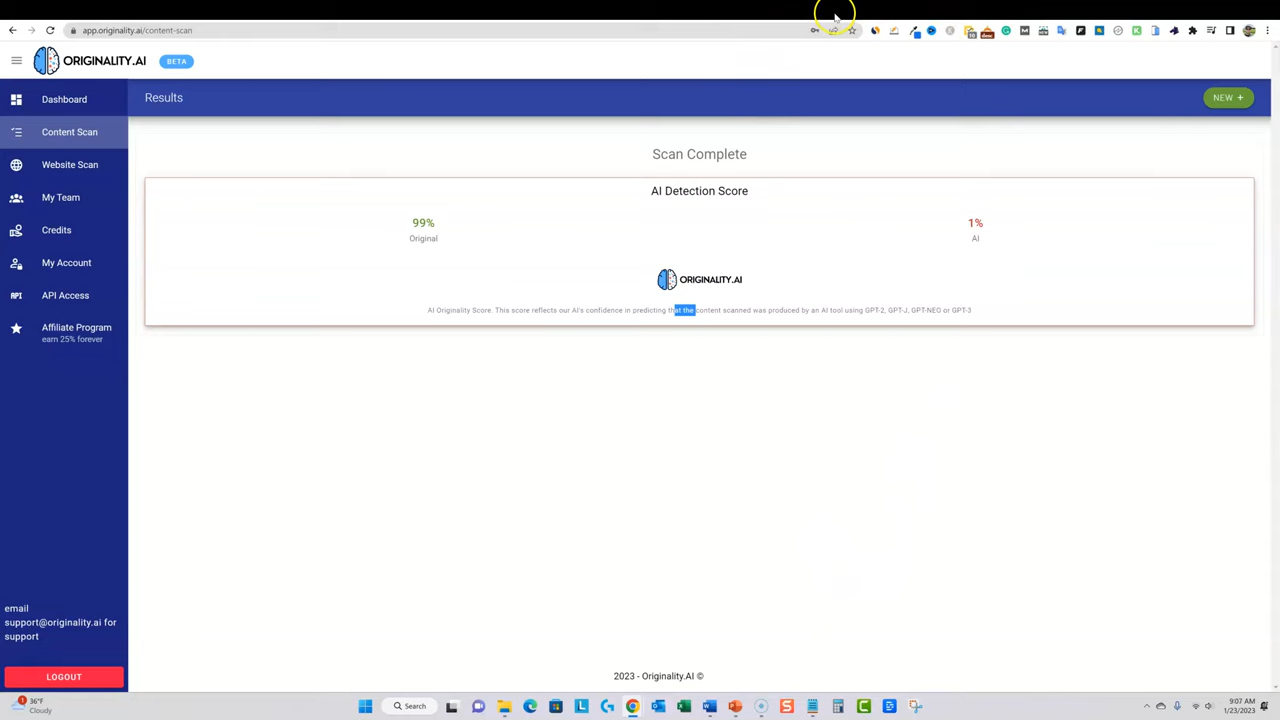 app.originality.ai/content-scan
ORIGINALITY.AI BETA
Dashboard
Content Scan
Website Scan
My Team
Credits
My Account
API API Access
Affiliate Program
earn 25% forever
email
support@originality.ai for
support
LOGOUT
Results
NEW +
Scan Complete
AI Detection Score
99%
Original
1%
AI
ORIGINALITY.AI
AI Originality Score. This score reflects our AI's confidence in predicting that the content scanned was produced by an AI tool using GPT-2, GPT-J, GPT-NEO or GPT-3
2023 - Originality.AI ©
1
36°F
Cloudy
Search
9:07 AM
1/23/2023